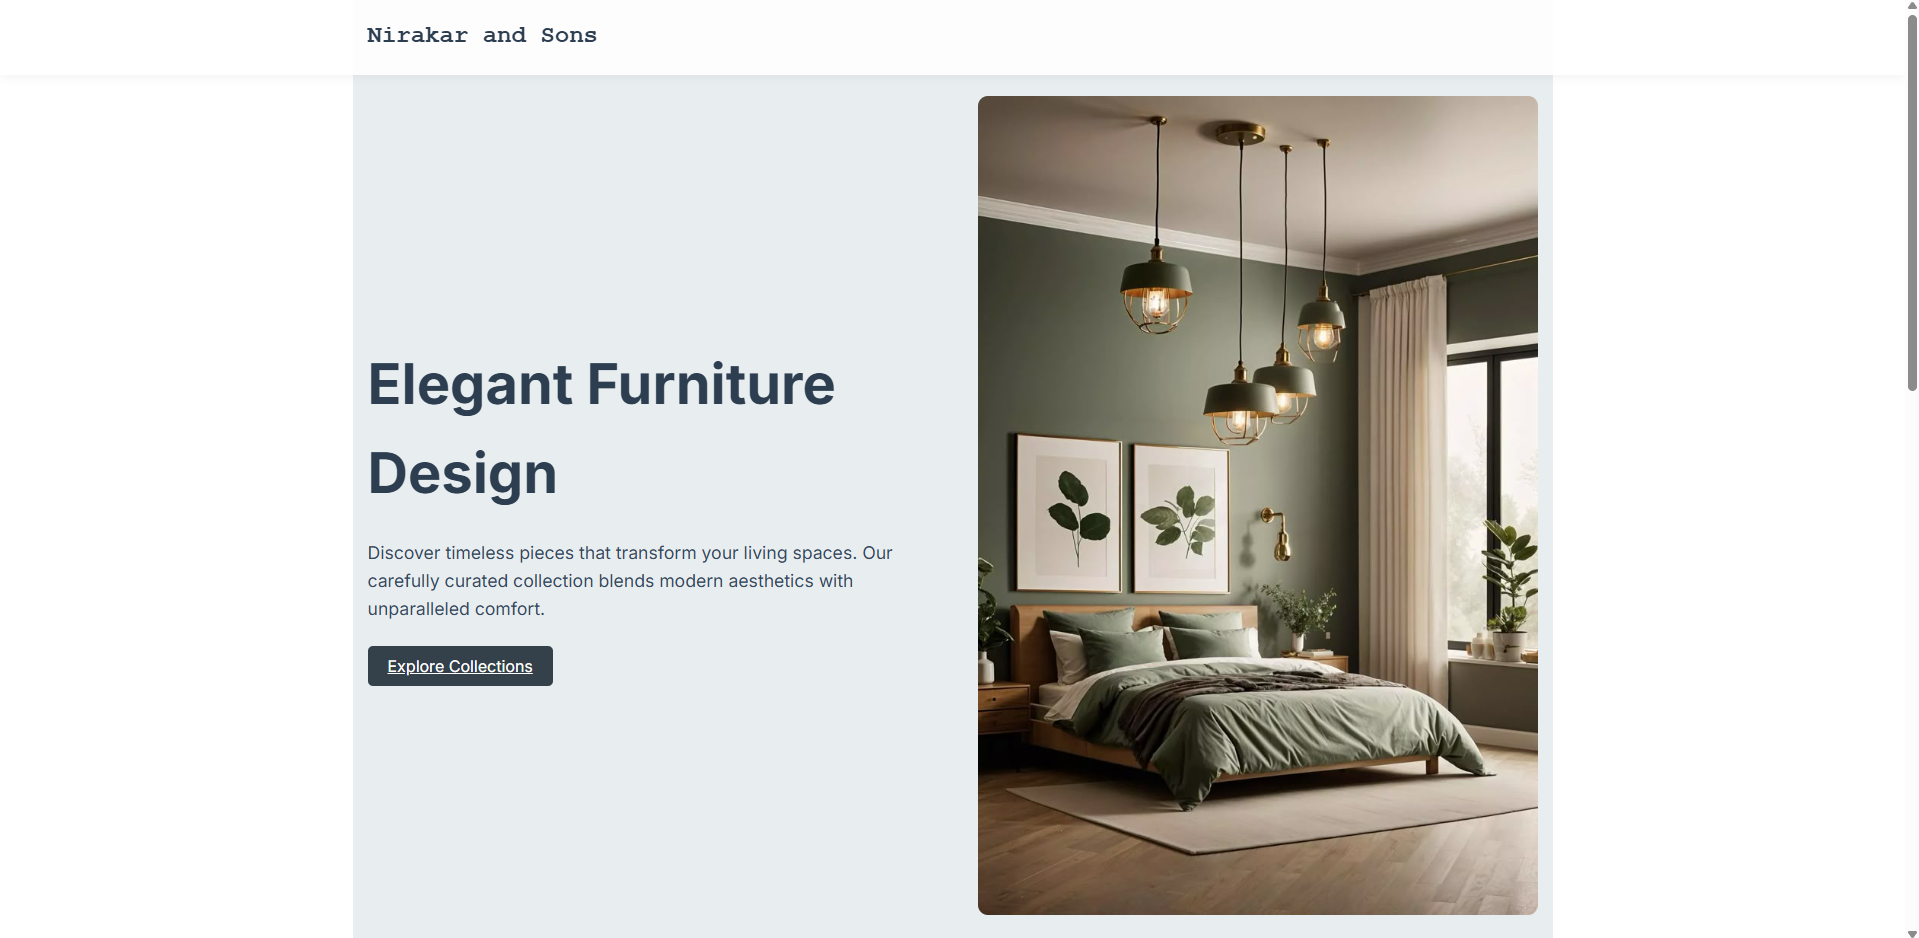 Nirakar and Sons
Elegant Furniture
Design
Discover timeless pieces that transform your living spaces. Our
carefully curated collection blends modern aesthetics with
unparalleled comfort.
Explore Collections